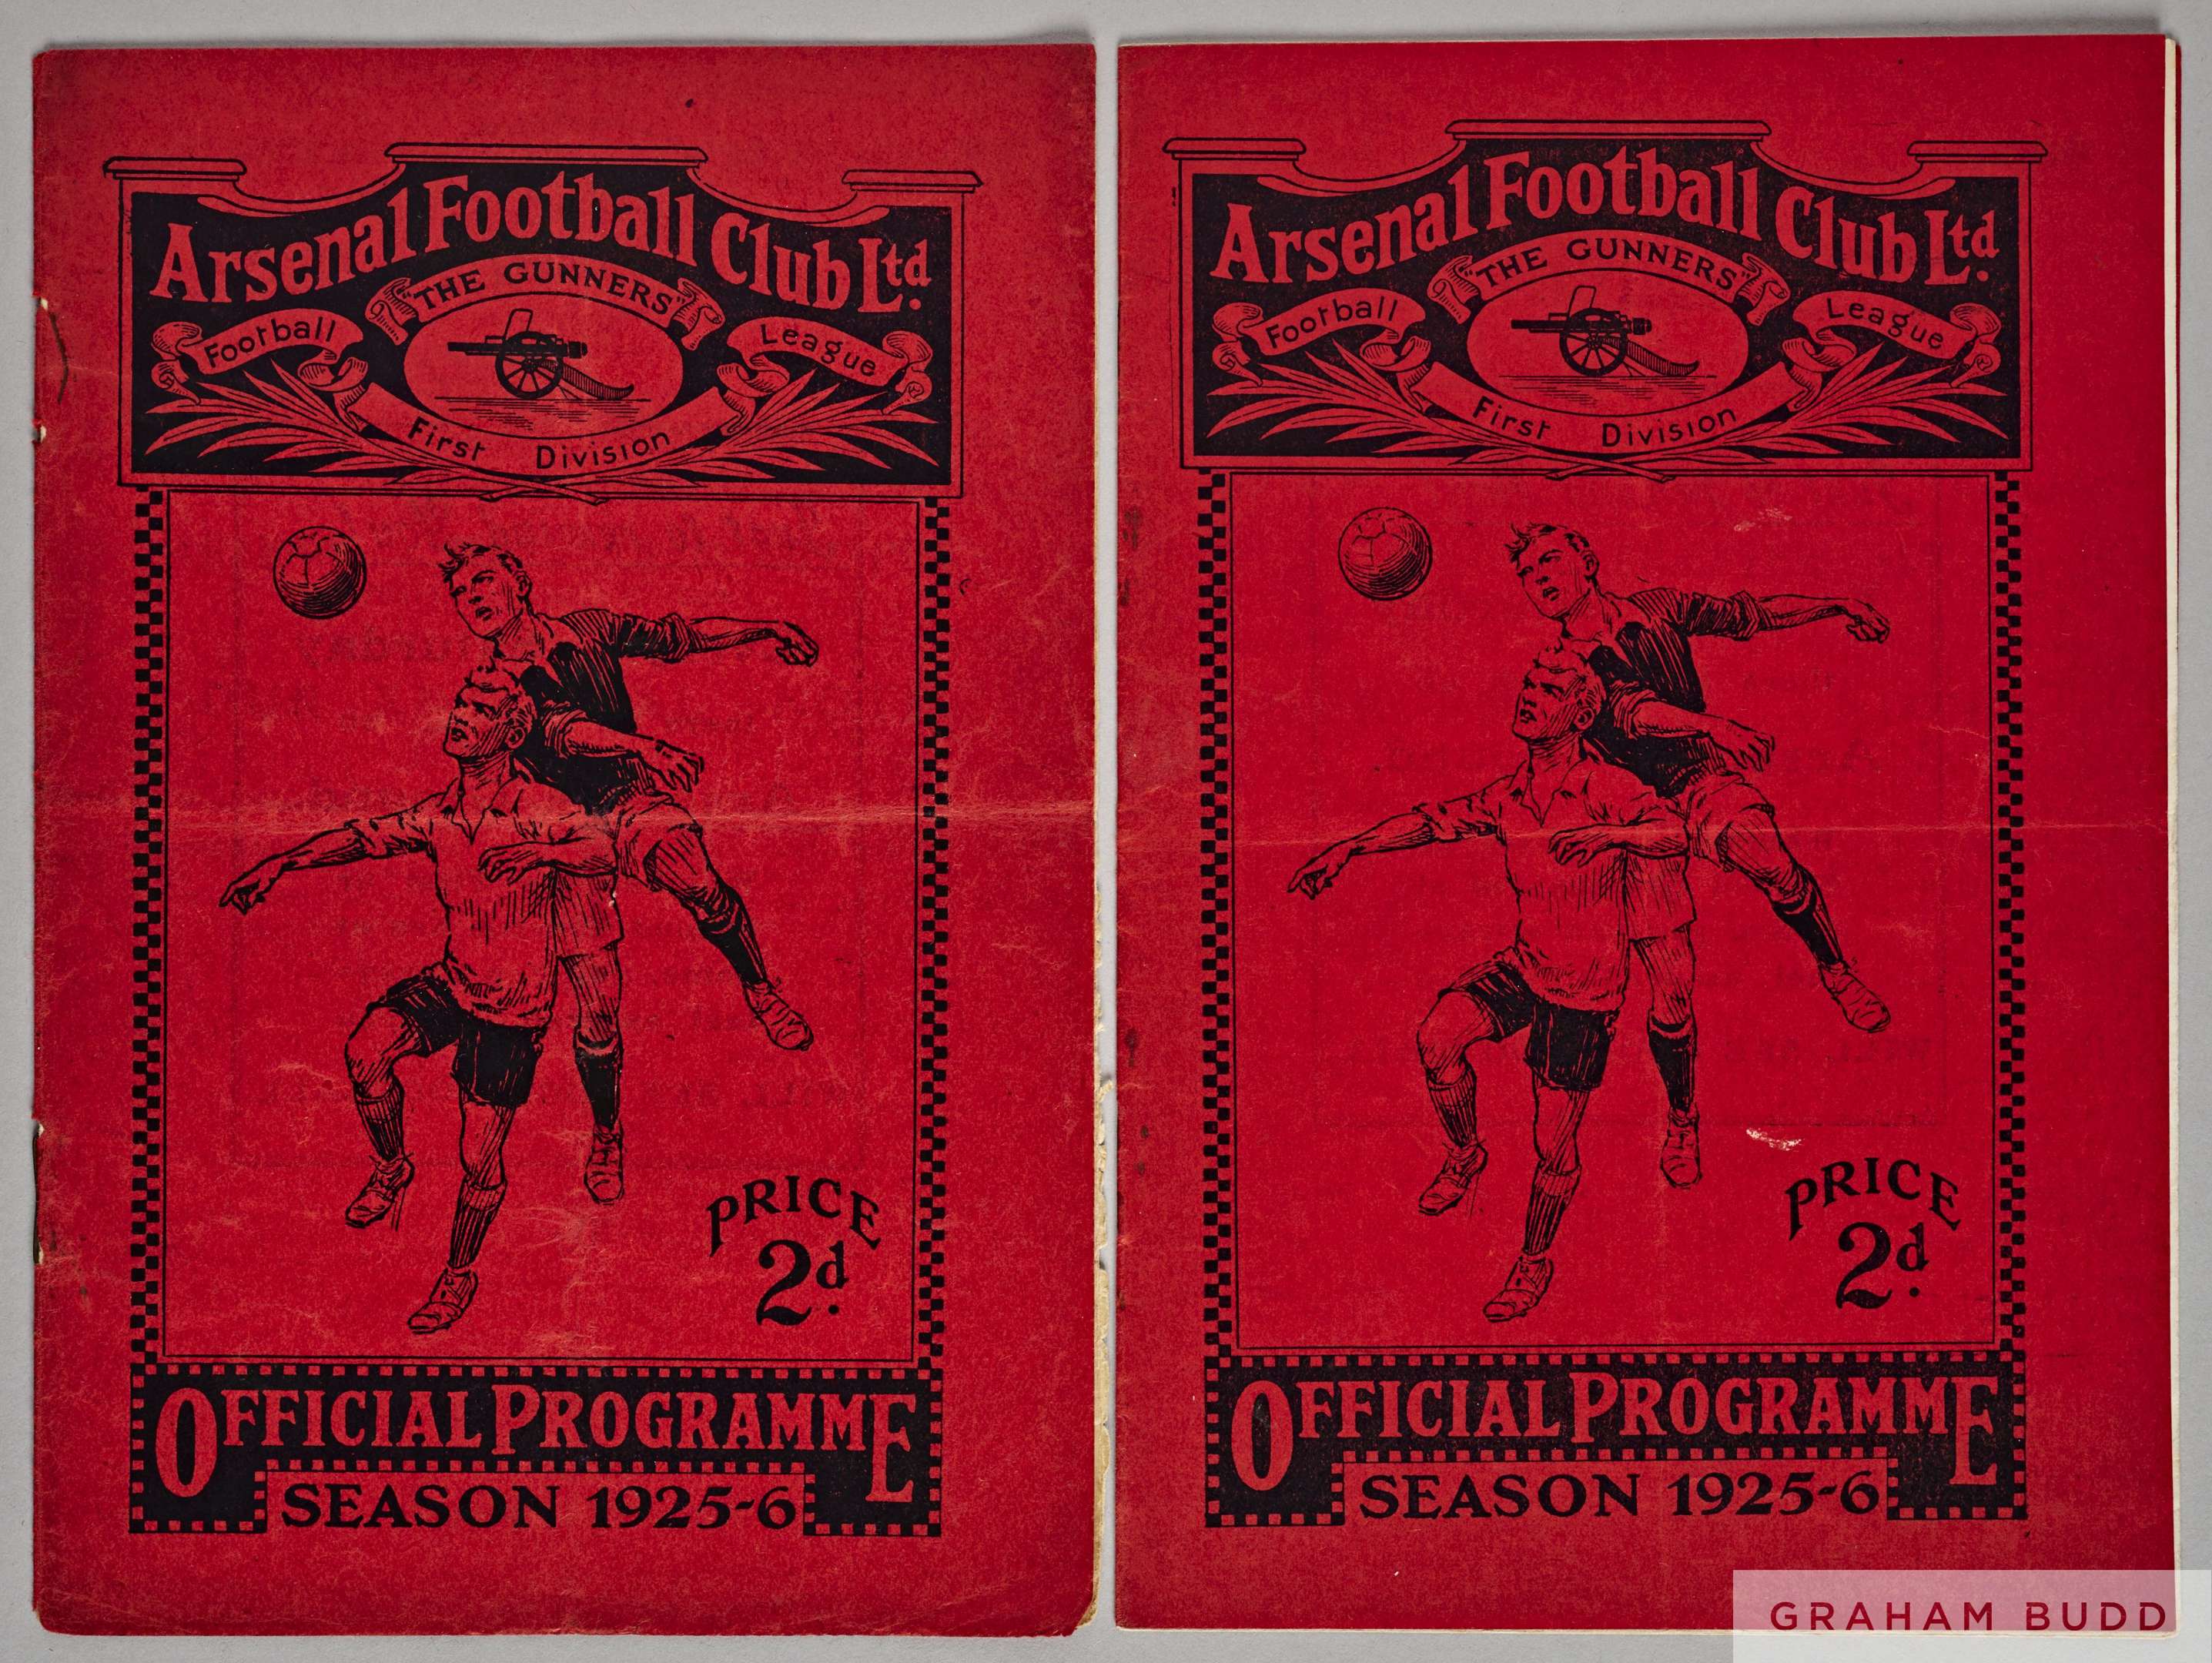 Arsenal Football Club Ltd.
"THE GUNNERS"
Football League
First Division
PRICE
2d.
OFFICIAL PROGRAMME
SEASON 1925-6
Arsenal Football Club Ltd.
"THE GUNNERS"
Football League
First Division
PRICE
2d.
OFFICIAL PROGRAMME
SEASON 1925-6
GRAHAM BUDD